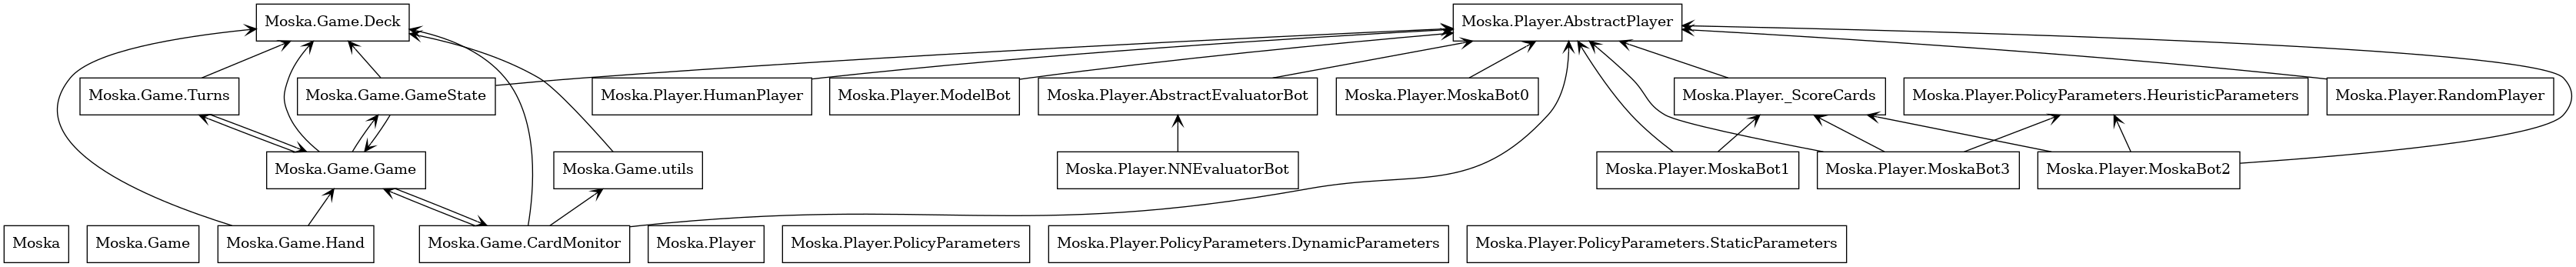 Moska.Game.Deck
Moska.Player.AbstractPlayer
Moska.Game.Turns
Moska.Game.GameState
Moska.Player.HumanPlayer
Moska.Player.ModelBot
Moska.Player.AbstractEvaluatorBot
Moska.Player.MoskaBot0
Moska.Player._ScoreCards
Moska.Player.PolicyParameters.HeuristicParameters
Moska.Player.RandomPlayer
Moska.Game.Game
Moska.Game.utils
Moska.Player.NNEvaluatorBot
Moska.Player.MoskaBot1
Moska.Player.MoskaBot3
Moska.Player.MoskaBot2
Moska
Moska.Game
Moska.Game.Hand
Moska.Game.CardMonitor
Moska.Player
Moska.Player.PolicyParameters
Moska.Player.PolicyParameters.DynamicParameters
Moska.Player.PolicyParameters.StaticParameters